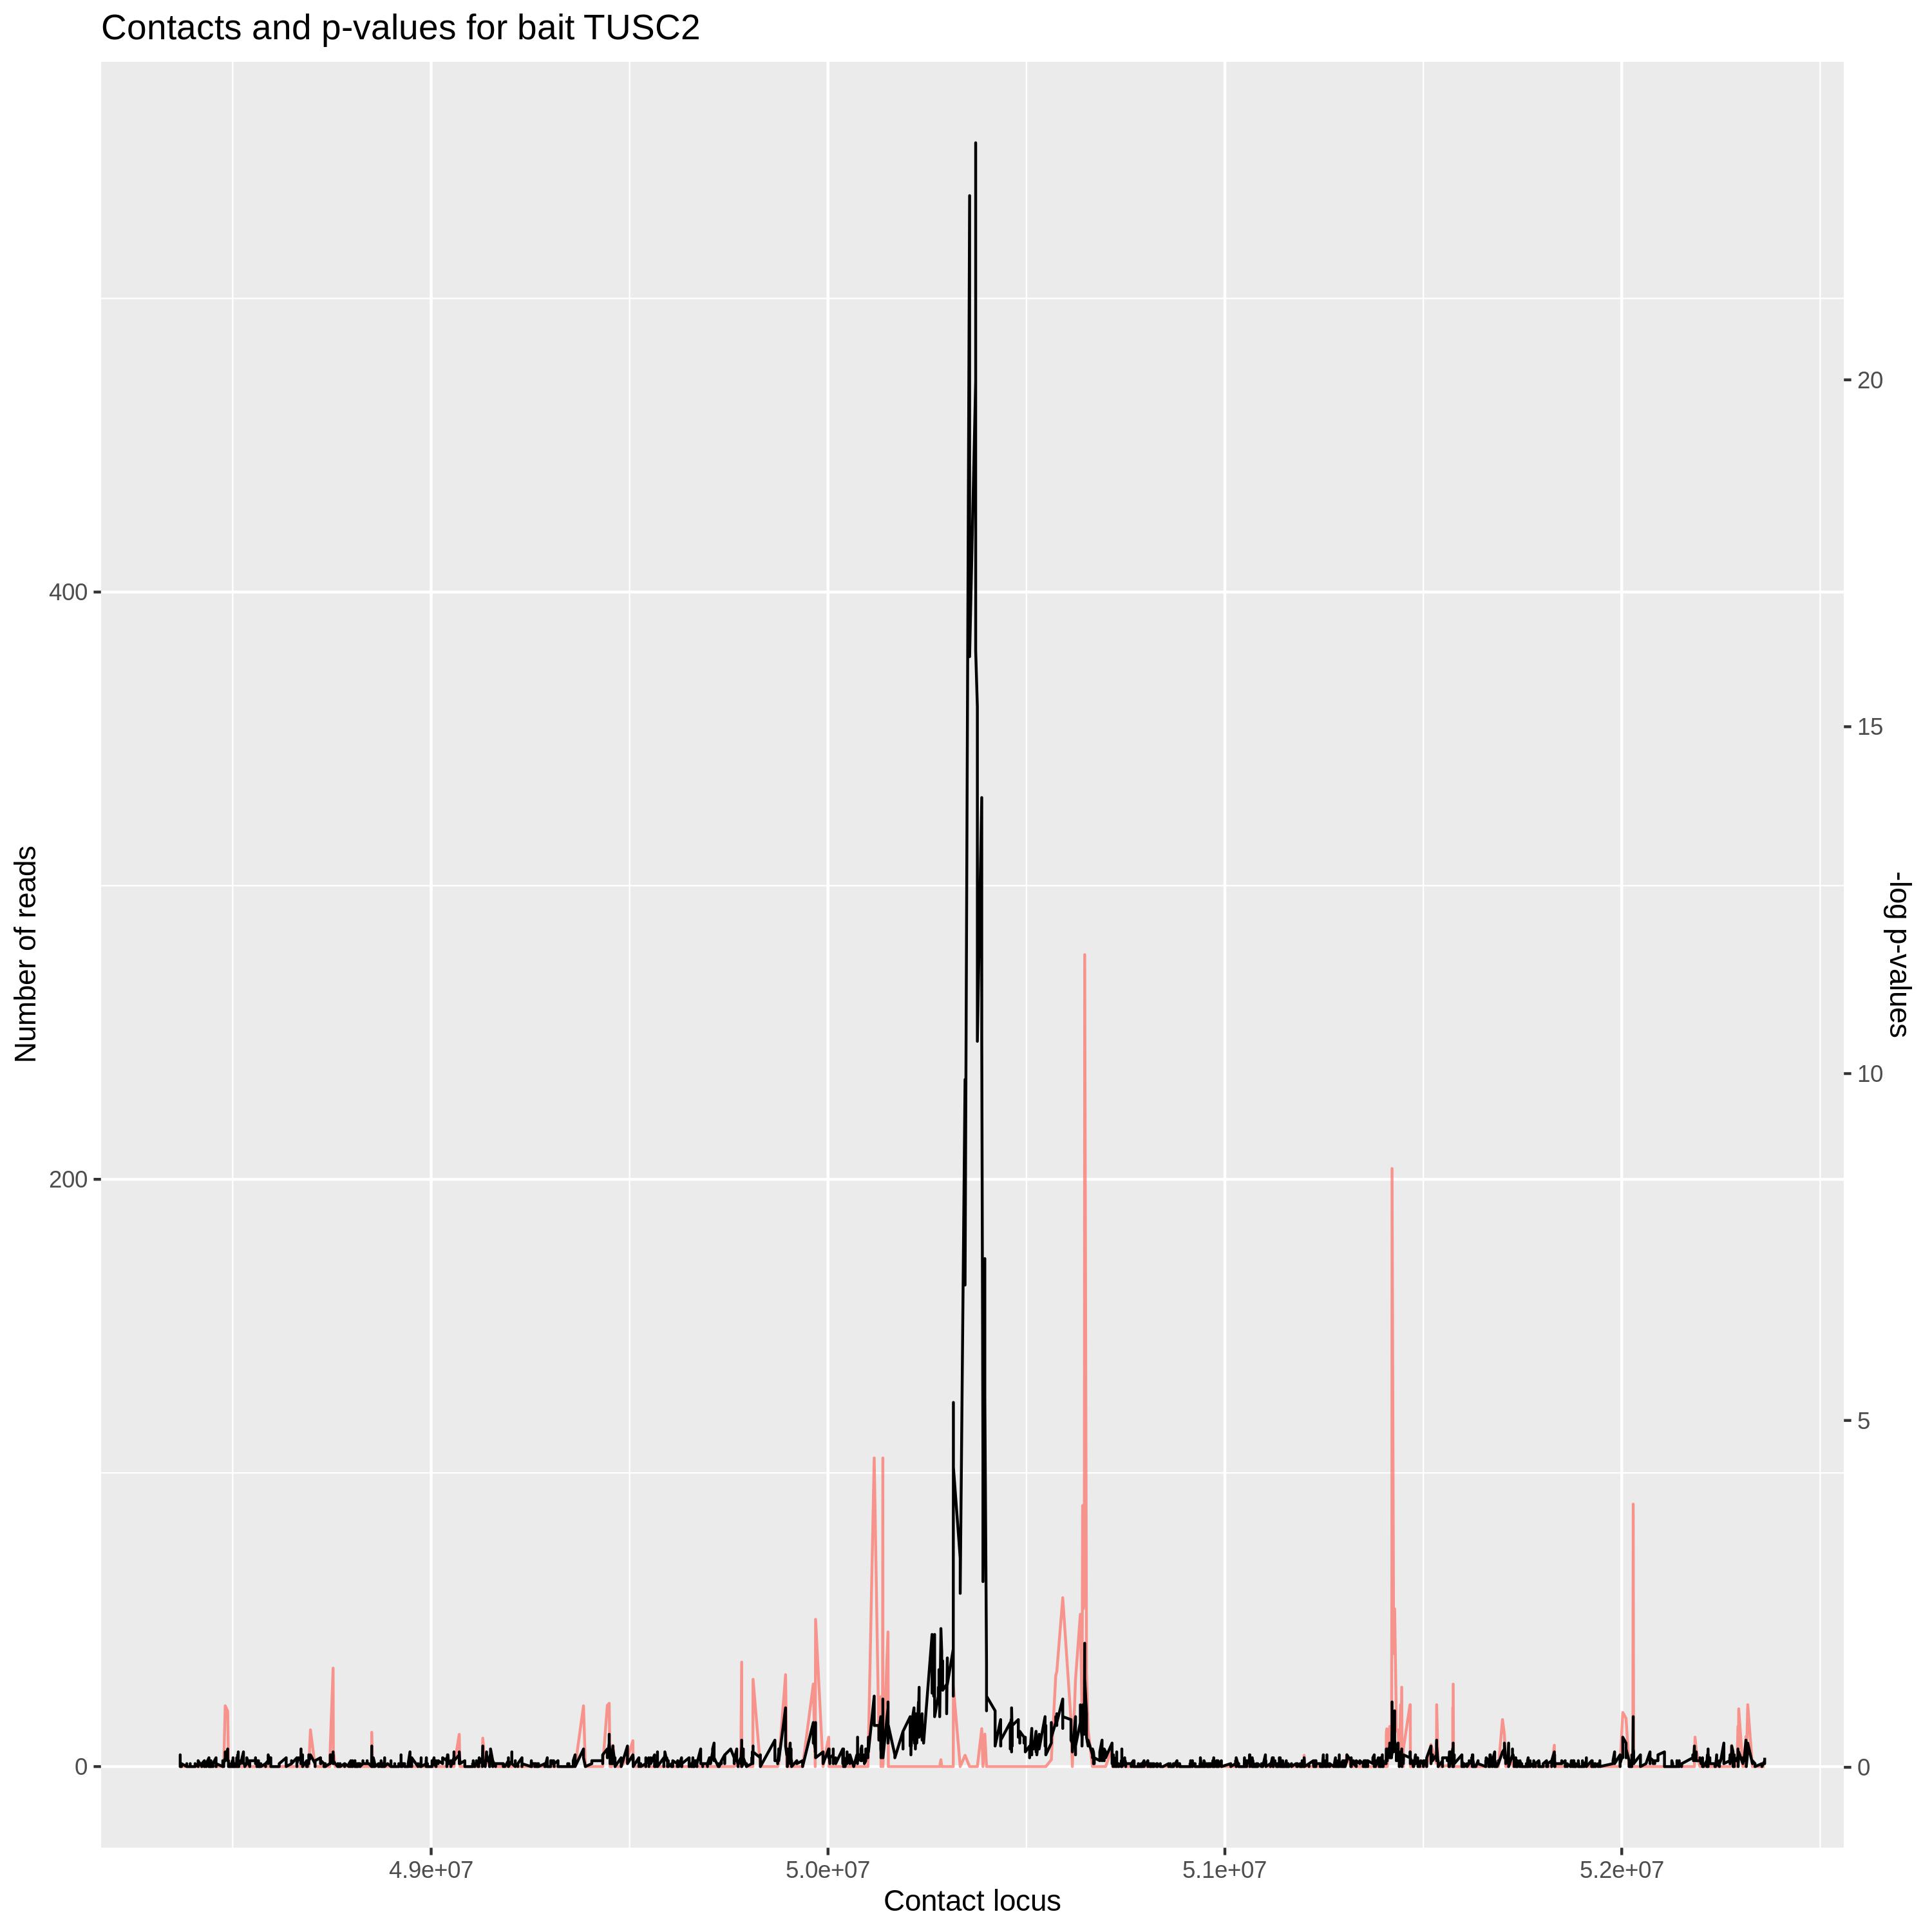 Contacts and p-values for bait TUSC2
Number of reads
400
200
0
20
15
10
5
0
-log p-values
4.9e+07 5.0e+07 5.1e+07 5.2e+07
Contact locus